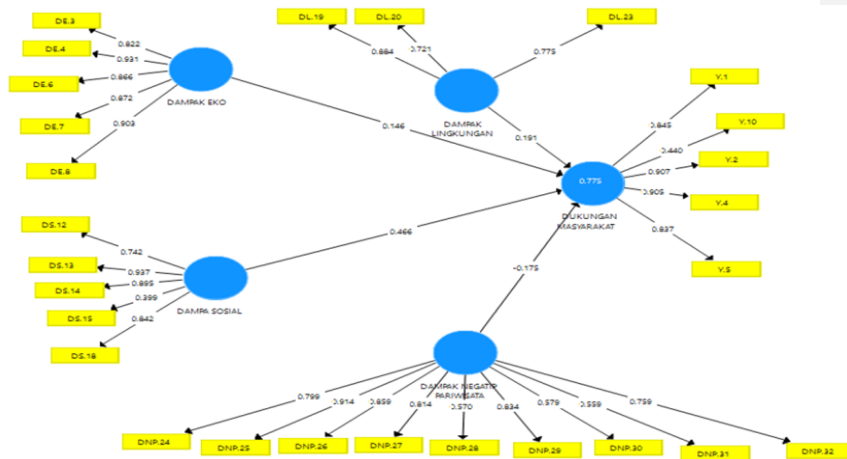 DE.3
DE.4
DE.6
DE.7
DE.8
0.822
0.931
0.866
0.872
0.903
DAMPAK EKO
DL.19
DL.20
DL.23
0.884
0.721
0.775
DAMPAK
LINGKUNGAN
0.146
0.191
0.466
-0.175
0.775
DUKUNGAN
MASYARAKAT
Y.1
Y.10
Y.2
Y.4
Y.5
0.845
0.440
0.907
0.905
0.837
DS.12
DS.13
DS.14
DS.15
DS.18
0.742
0.937
0.895
0.399
0.842
DAMPA SOSIAL
DAMPAK NEGATIP
PARIWISATA
0.799
0.914
0.859
0.814
0.570
0.834
0.579
0.559
0.759
DNP.24
DNP.25
DNP.26
DNP.27
DNP.28
DNP.29
DNP.30
DNP.31
DNP.32